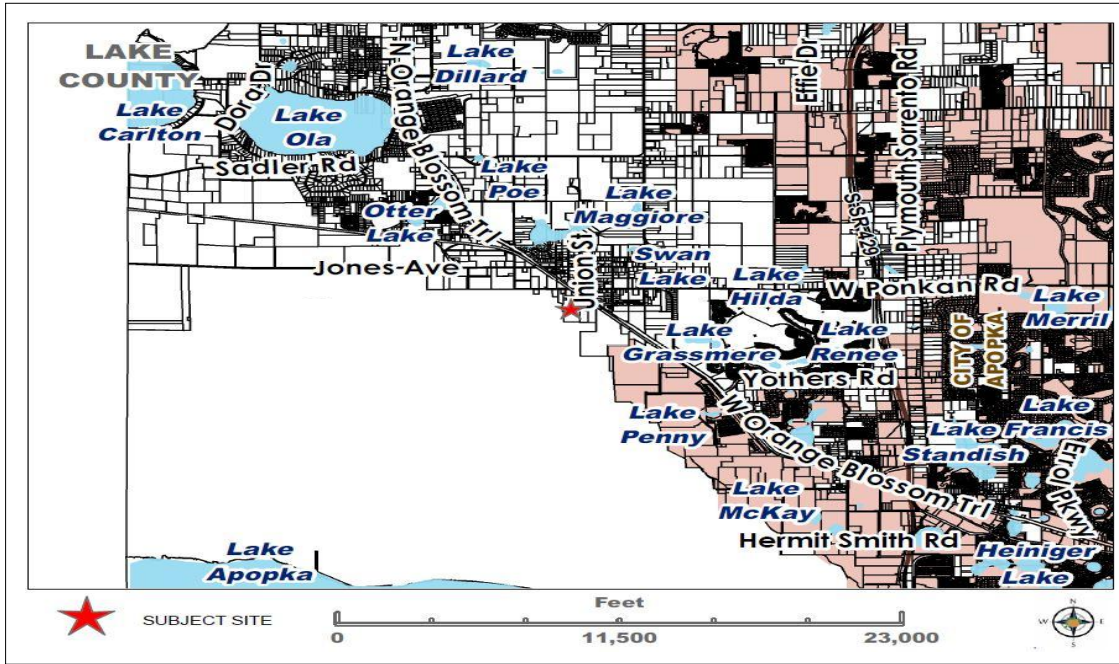 LAKE
COUNTY
Lake
Carlton
Dora Dr
Lake
Ola
Sadler Rd
N Orange Blossom Trl
Lake
Dillard
Lake
Poe
Otter
Lake
Jones Ave
Lake
Maggiore
Union St
Swan
Lake
Effie Dr
Plymouth Sorrento Rd
Lake
Hilda
W Ponkan Rd
Lake
Merril
Lake
Grassmere
Lake
Renee
CITY OF
APOPKA
Yothers Rd
Lake
Penny
W Orange Blossom Trl
Lake
Standish
Lake
Francis
Errol Pkwy
Lake
McKay
Hermit Smith Rd
Heiniger
Lake
Lake
Apopka
SUBJECT SITE
Feet
0
11,500
23,000
N
W
E
S